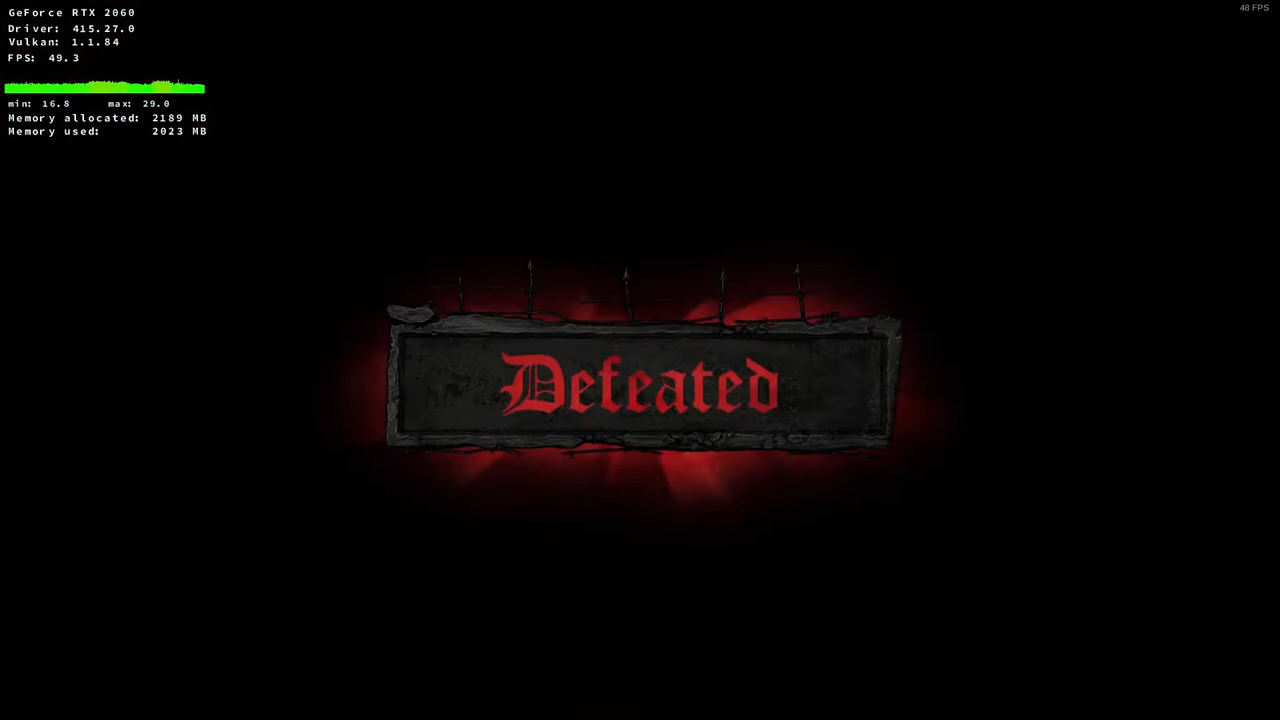 GeForce RTX 2060
Driver: 415.27.0
Vulkan: 1.1.84
FPS: 49.3
min: 16.8 max: 29.0
Memory allocated: 2189 MB
Memory used: 2023 MB
48 FPS
Defeated